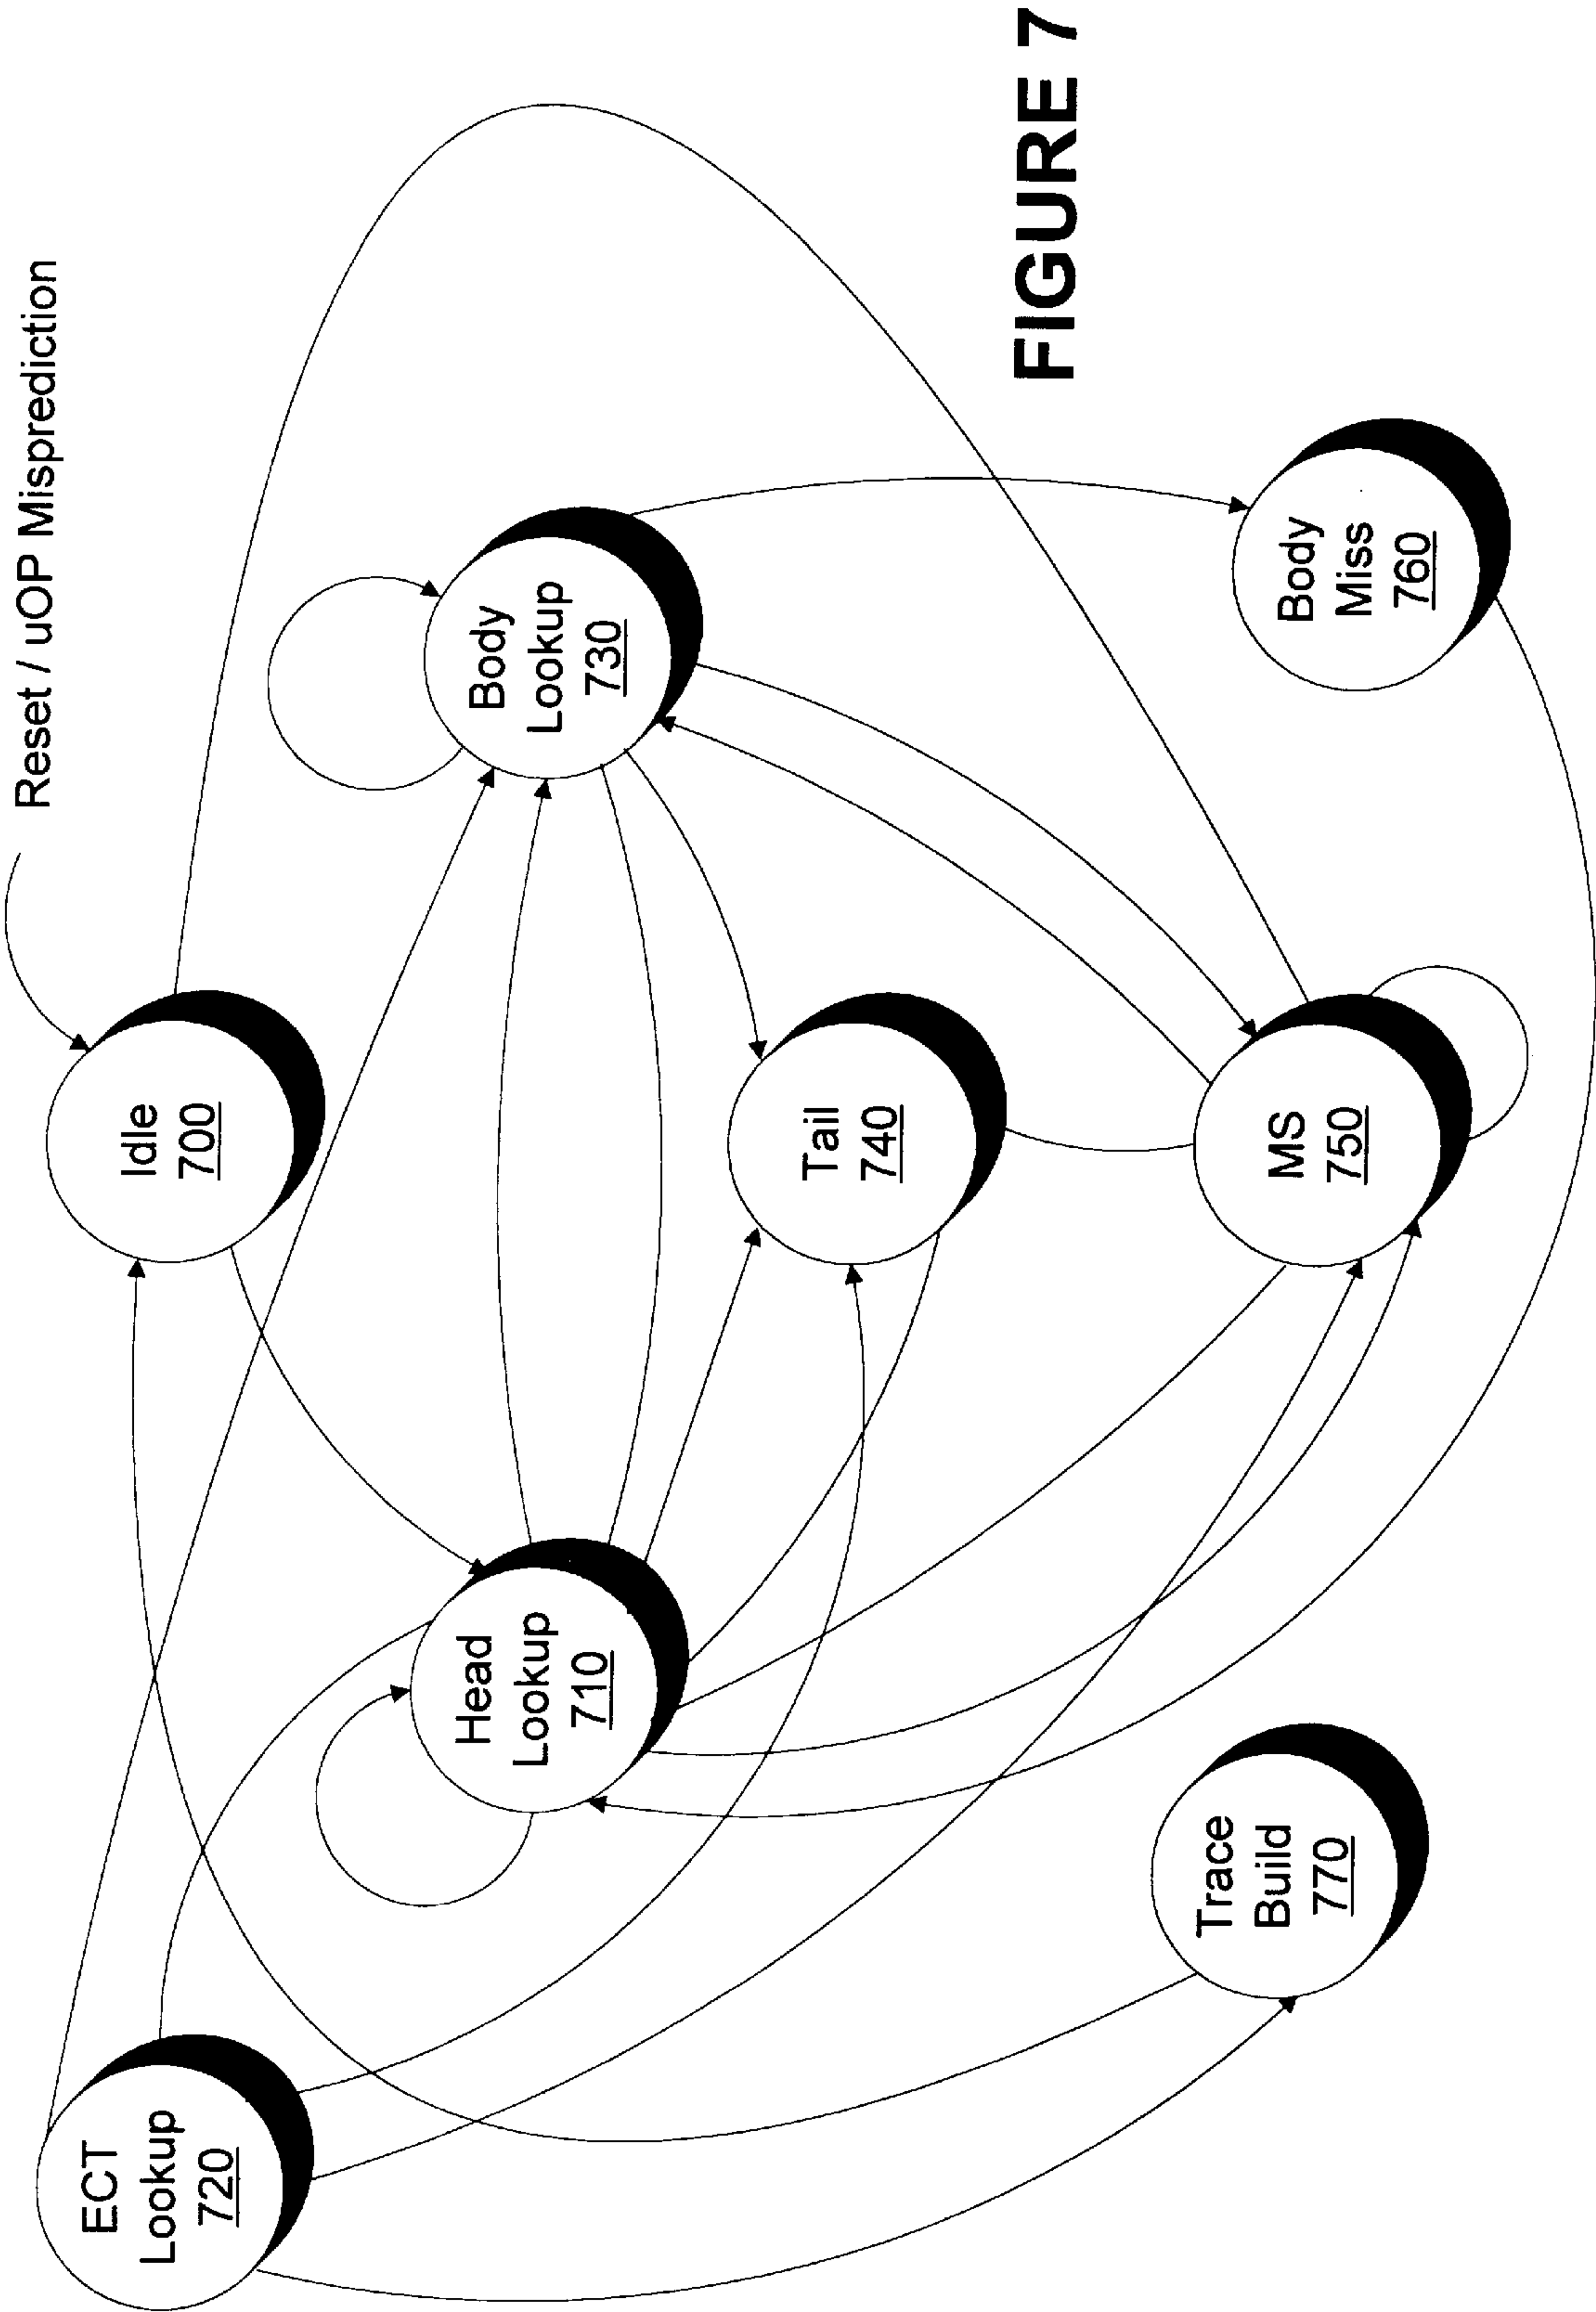 Reset / uOP Misprediction
Idle
700
ECT
Lookup
720
Head
Lookup
710
Body
Lookup
730
Tail
740
MS
750
Trace
Build
770
Body
Miss
760
FIGURE 7